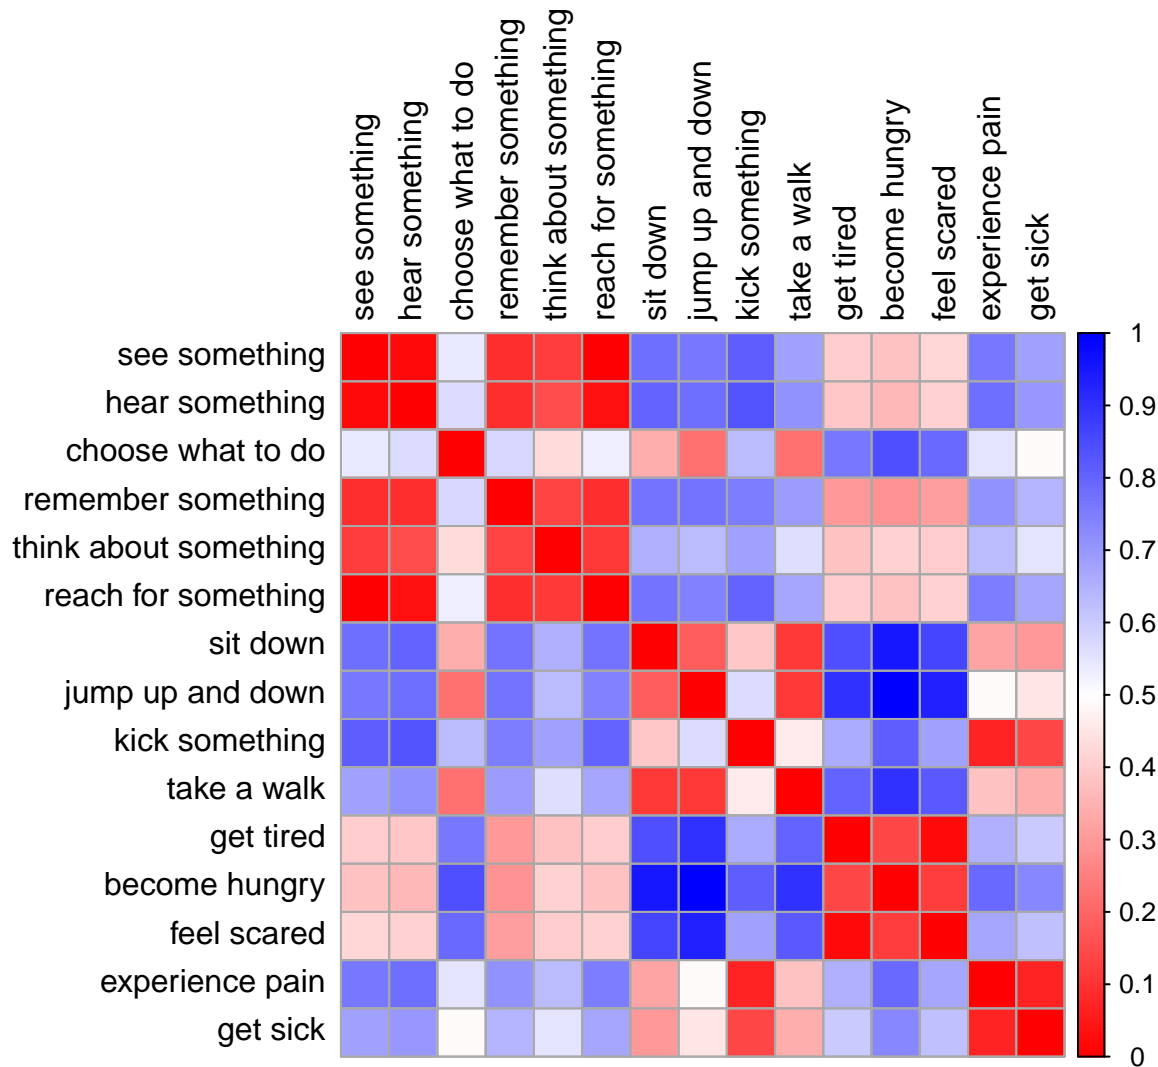 see something
hear something
choose what to do
remember something
think about something
reach for something
sit down
jump up and down
kick something
take a walk
get tired
become hungry
feel scared
experience pain
get sick
see something
hear something
choose what to do
remember something
think about something
reach for something
sit down
jump up and down
kick something
take a walk
get tired
become hungry
feel scared
experience pain
get sick
1
0.9
0.8
0.7
0.6
0.5
0.4
0.3
0.2
0.1
0